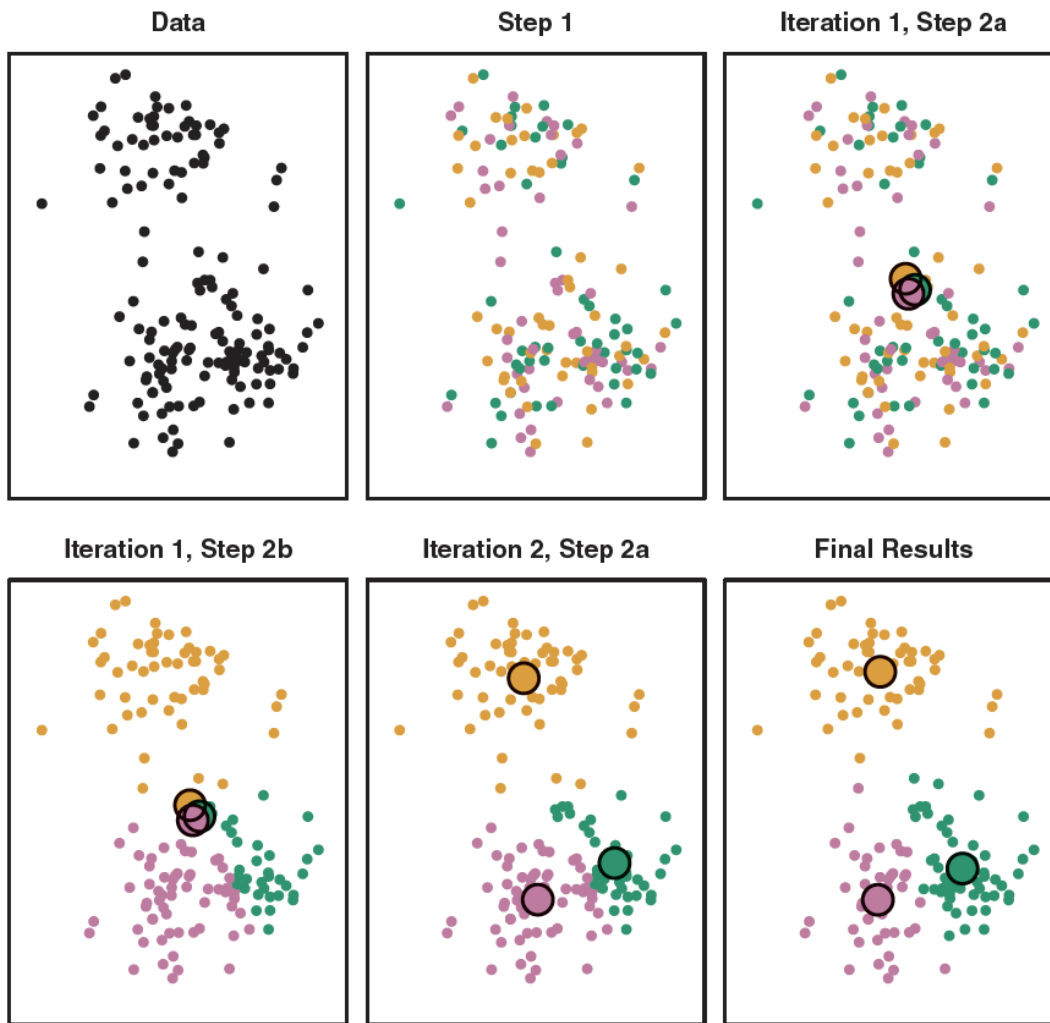 Data
Step 1
Iteration 1, Step 2a
Iteration 1, Step 2b
Iteration 2, Step 2a
Final Results